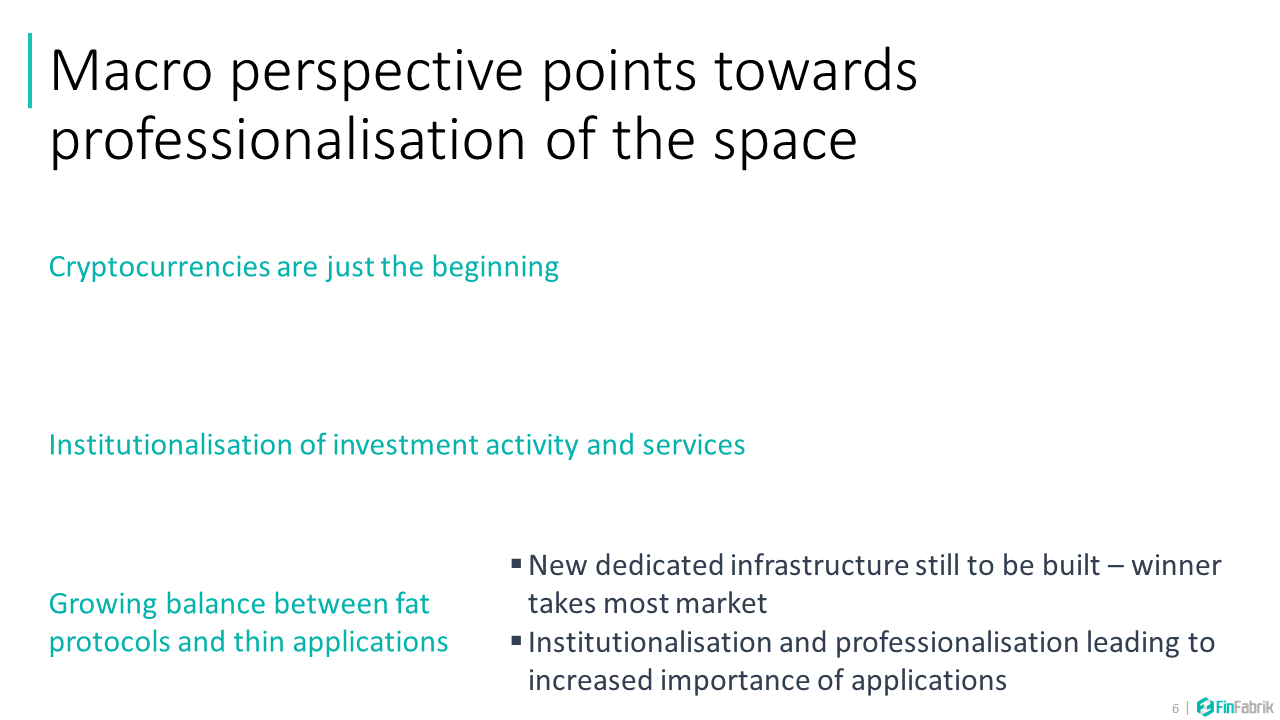 Macro perspective points towards
professionalisation of the space
Cryptocurrencies are just the beginning
Institutionalisation of investment activity and services
Growing balance between fat
protocols and thin applications
▪ New dedicated infrastructure still to be built – winner
takes most market
▪ Institutionalisation and professionalisation leading to
increased importance of applications
6 | FinFabrik